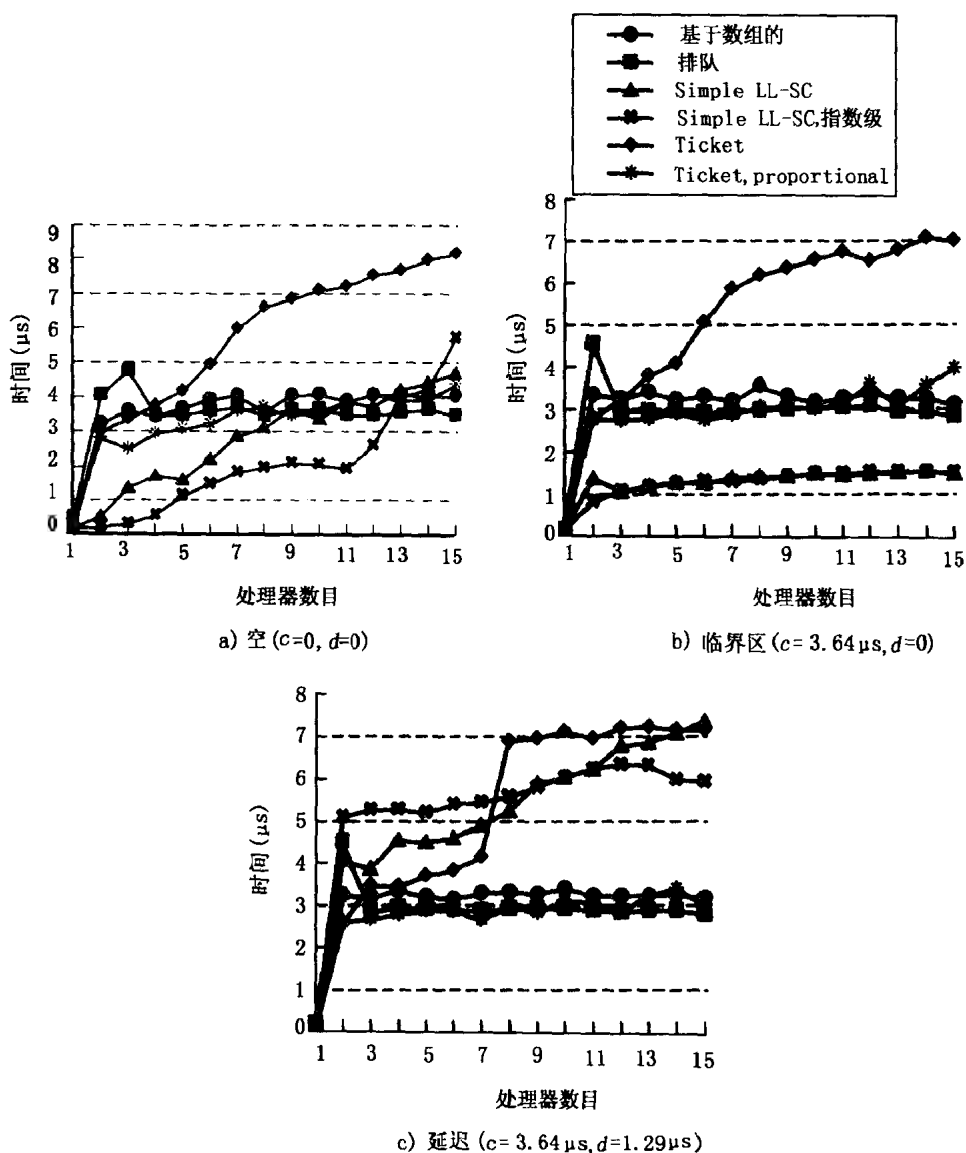 基于数组的
排队
Simple LL-SC
Simple LL-SC,指数级
Ticket
Ticket,proportional
时间(μs)
9
8
7
6
5
4
3
2
1
0
1 3 5 7 9 11 13 15
处理器数目
a) 空(c=0, d=0)
时间(μs)
8
7
6
5
4
3
2
1
0
1 3 5 7 9 11 13 15
处理器数目
b) 临界区(c=3.64μs,d=0)
时间(μs)
8
7
6
5
4
3
2
1
0
1 3 5 7 9 11 13 15
处理器数目
c) 延迟(c=3.64μs,d=1.29μs)